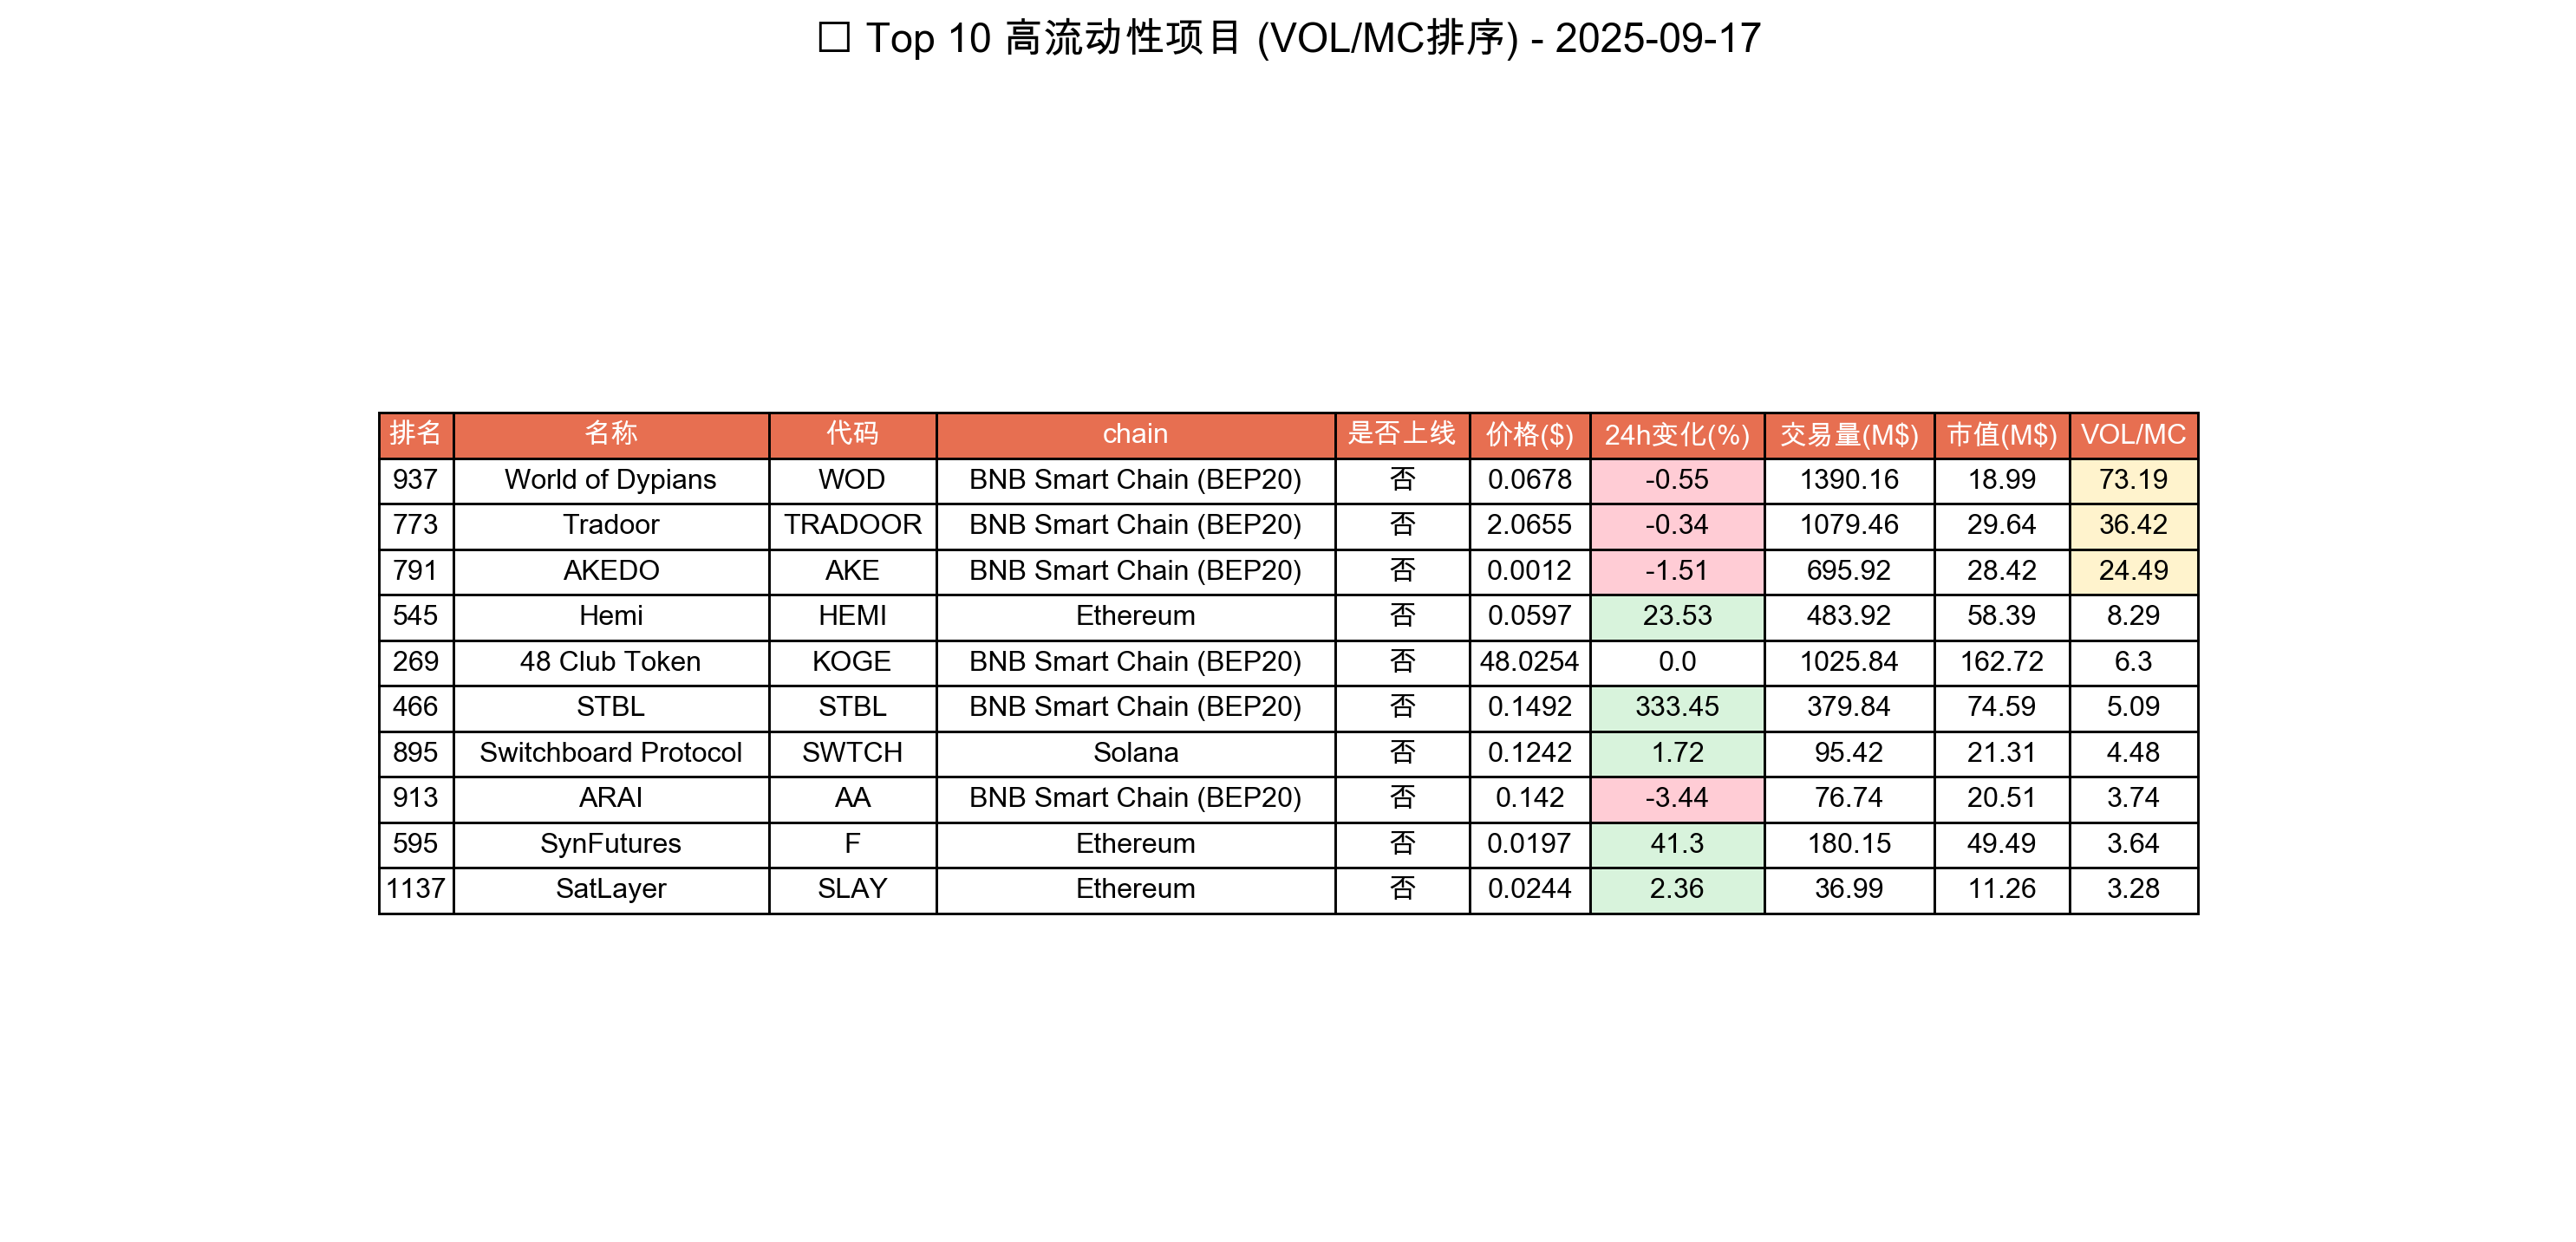 □ Top 10 高流动性项目 (VOL/MC排序) - 2025-09-17
排名 名称 代码 chain 是否上线 价格($) 24h变化(%) 交易量(M$) 市值(M$) VOL/MC
937 World of Dypians WOD BNB Smart Chain (BEP20) 否 0.0678 -0.55 1390.16 18.99 73.19
773 Tradoor TRADOOR BNB Smart Chain (BEP20) 否 2.0655 -0.34 1079.46 29.64 36.42
791 AKEDO AKE BNB Smart Chain (BEP20) 否 0.0012 -1.51 695.92 28.42 24.49
545 Hemi HEMI Ethereum 否 0.0597 23.53 483.92 58.39 8.29
269 48 Club Token KOGE BNB Smart Chain (BEP20) 否 48.0254 0.0 1025.84 162.72 6.3
466 STBL STBL BNB Smart Chain (BEP20) 否 0.1492 333.45 379.84 74.59 5.09
895 Switchboard Protocol SWTCH Solana 否 0.1242 1.72 95.42 21.31 4.48
913 ARAI AA BNB Smart Chain (BEP20) 否 0.142 -3.44 76.74 20.51 3.74
595 SynFutures F Ethereum 否 0.0197 41.3 180.15 49.49 3.64
1137 SatLayer SLAY Ethereum 否 0.0244 2.36 36.99 11.26 3.28